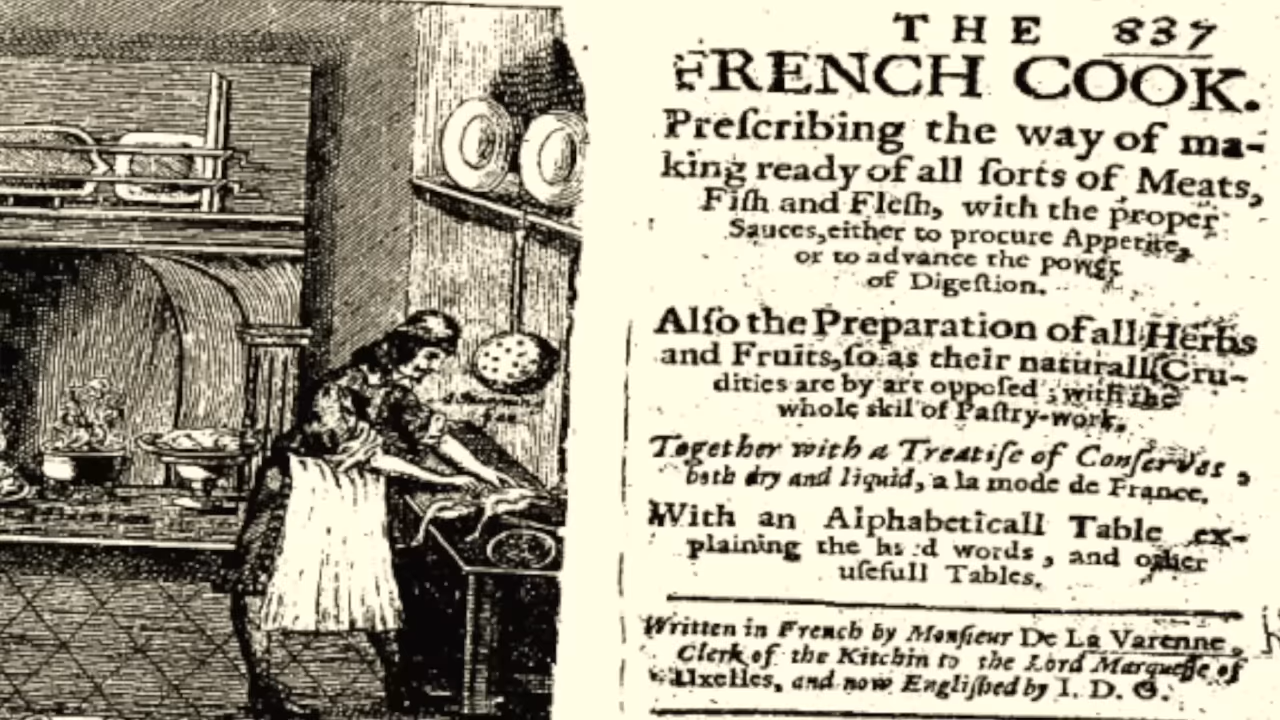 THE 837
FRENCH COOK.
Preſcribing the way of ma-
king ready of all ſorts of Meats,
Fiſh and Fleſh, with the proper
Sauces, either to procure Appetite,
or to advance the power
of Digeſtion.
Alſo the Preparation of all Herbs
and Fruits, ſo as their naturall Cru-
dities are by art oppoſed ; with the
whole skil of Paſtry-work.
Together with a Treatiſe of Conſerves,
both dry and liquid, a la mode de France.
With an Alphabeticall Table ex-
plaining the hard words, and other
uſefull Tables.
Written in French by Monſieur De La Varenne,
Clerk of the Kitchin to the Lord Marqueſſe of
Uxelles, and now Engliſhed by I. D. G.